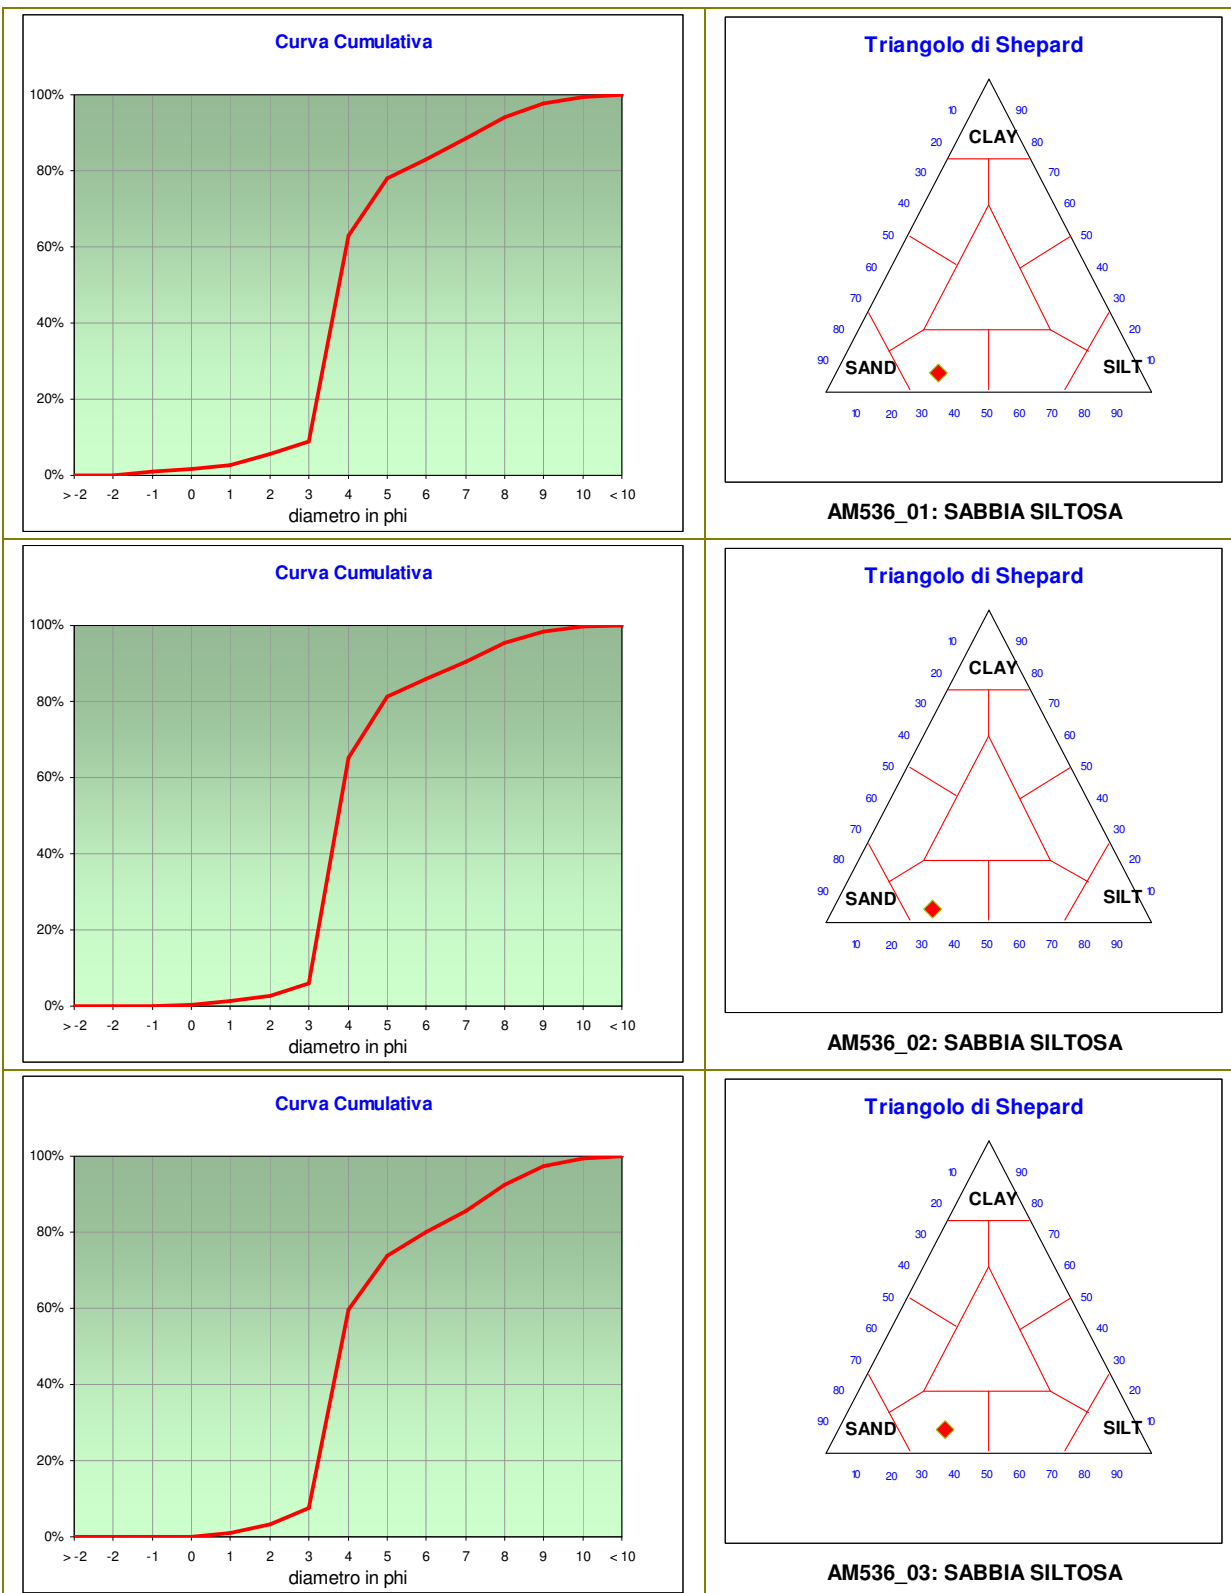 Curva Cumulativa
100%
80%
60%
40%
20%
0%
> -2 -2 -1 0 1 2 3 4 5 6 7 8 9 10 < 10
diametro in phi
Triangolo di Shepard
10 90
CLAY
20 80
30 70
40 60
50 50
60 40
70 30
80 20
90 SAND SILT 10
10 20 30 40 50 60 70 80 90
AM536_01: SABBIA SILTOSA
Curva Cumulativa
100%
80%
60%
40%
20%
0%
> -2 -2 -1 0 1 2 3 4 5 6 7 8 9 10 < 10
diametro in phi
Triangolo di Shepard
10 90
CLAY
20 80
30 70
40 60
50 50
60 40
70 30
80 20
90 SAND SILT 10
10 20 30 40 50 60 70 80 90
AM536_02: SABBIA SILTOSA
Curva Cumulativa
100%
80%
60%
40%
20%
0%
> -2 -2 -1 0 1 2 3 4 5 6 7 8 9 10 < 10
diametro in phi
Triangolo di Shepard
10 90
CLAY
20 80
30 70
40 60
50 50
60 40
70 30
80 20
90 SAND SILT 10
10 20 30 40 50 60 70 80 90
AM536_03: SABBIA SILTOSA